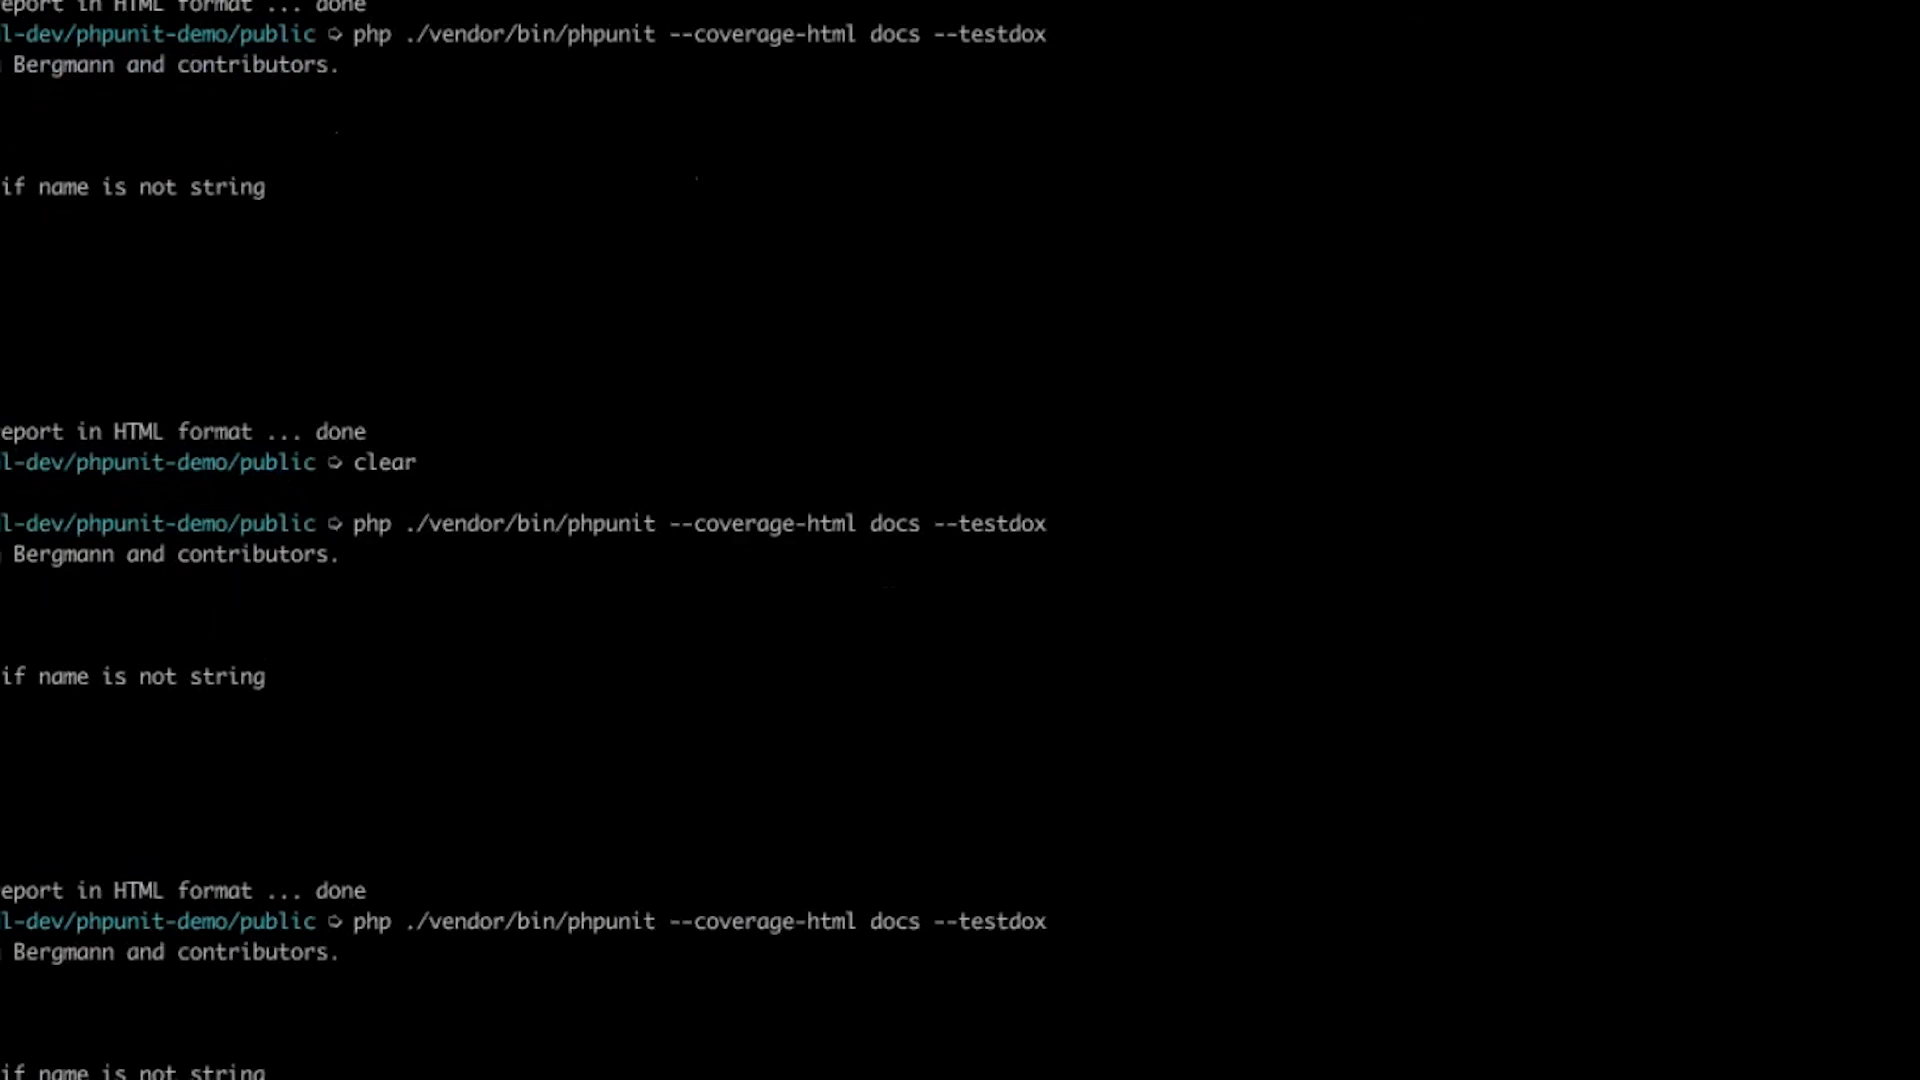 eport in HTML format ... done
l-dev/phpunit-demo/public ➭ php ./vendor/bin/phpunit --coverage-html docs --testdox
Bergmann and contributors.
if name is not string
eport in HTML format ... done
l-dev/phpunit-demo/public ➭ clear
l-dev/phpunit-demo/public ➭ php ./vendor/bin/phpunit --coverage-html docs --testdox
Bergmann and contributors.
if name is not string
eport in HTML format ... done
l-dev/phpunit-demo/public ➭ php ./vendor/bin/phpunit --coverage-html docs --testdox
Bergmann and contributors.
if name is not string